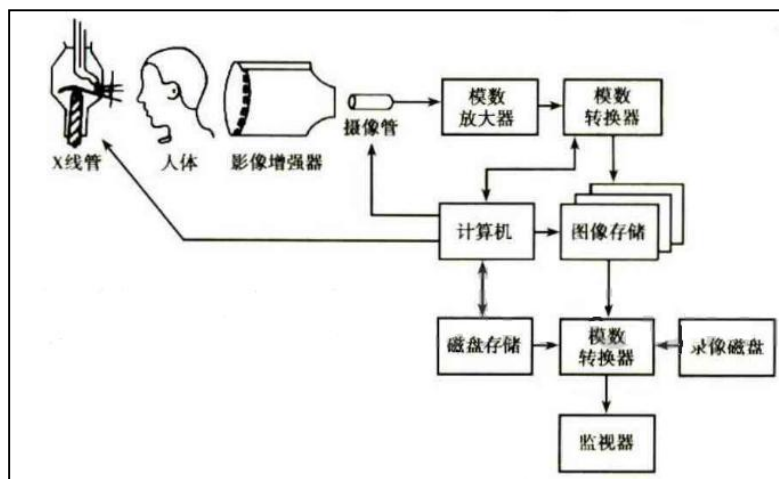 模数
放大器
模数
转换器
摄像管
X线管
人体
影像增强器
计算机
图像存储
磁盘存储
模数
转换器
录像磁盘
监视器